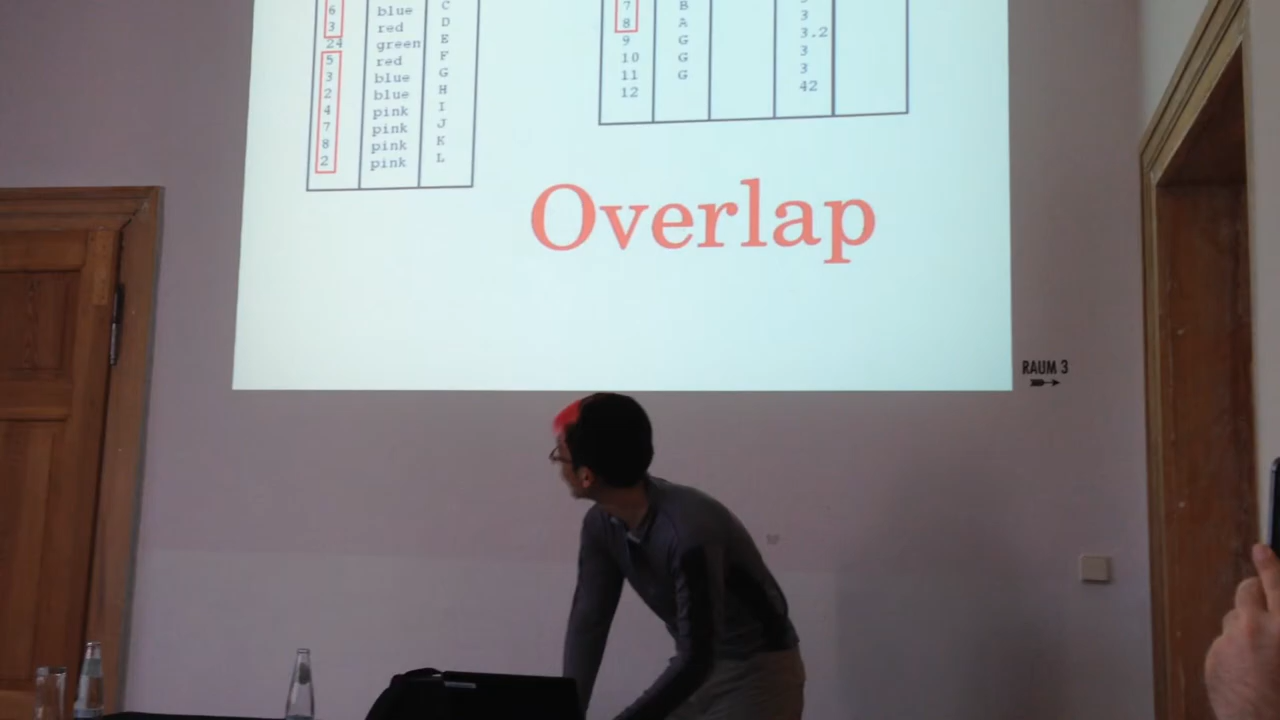 6 blue C
3 red D
24 green E
5 red F
3 blue G
2 blue H
4 pink I
7 pink J
8 pink K
2 pink L
7 B
8 A 3
9 G 3.2
10 G 3
11 G 3
12 42
Overlap
RAUM 3